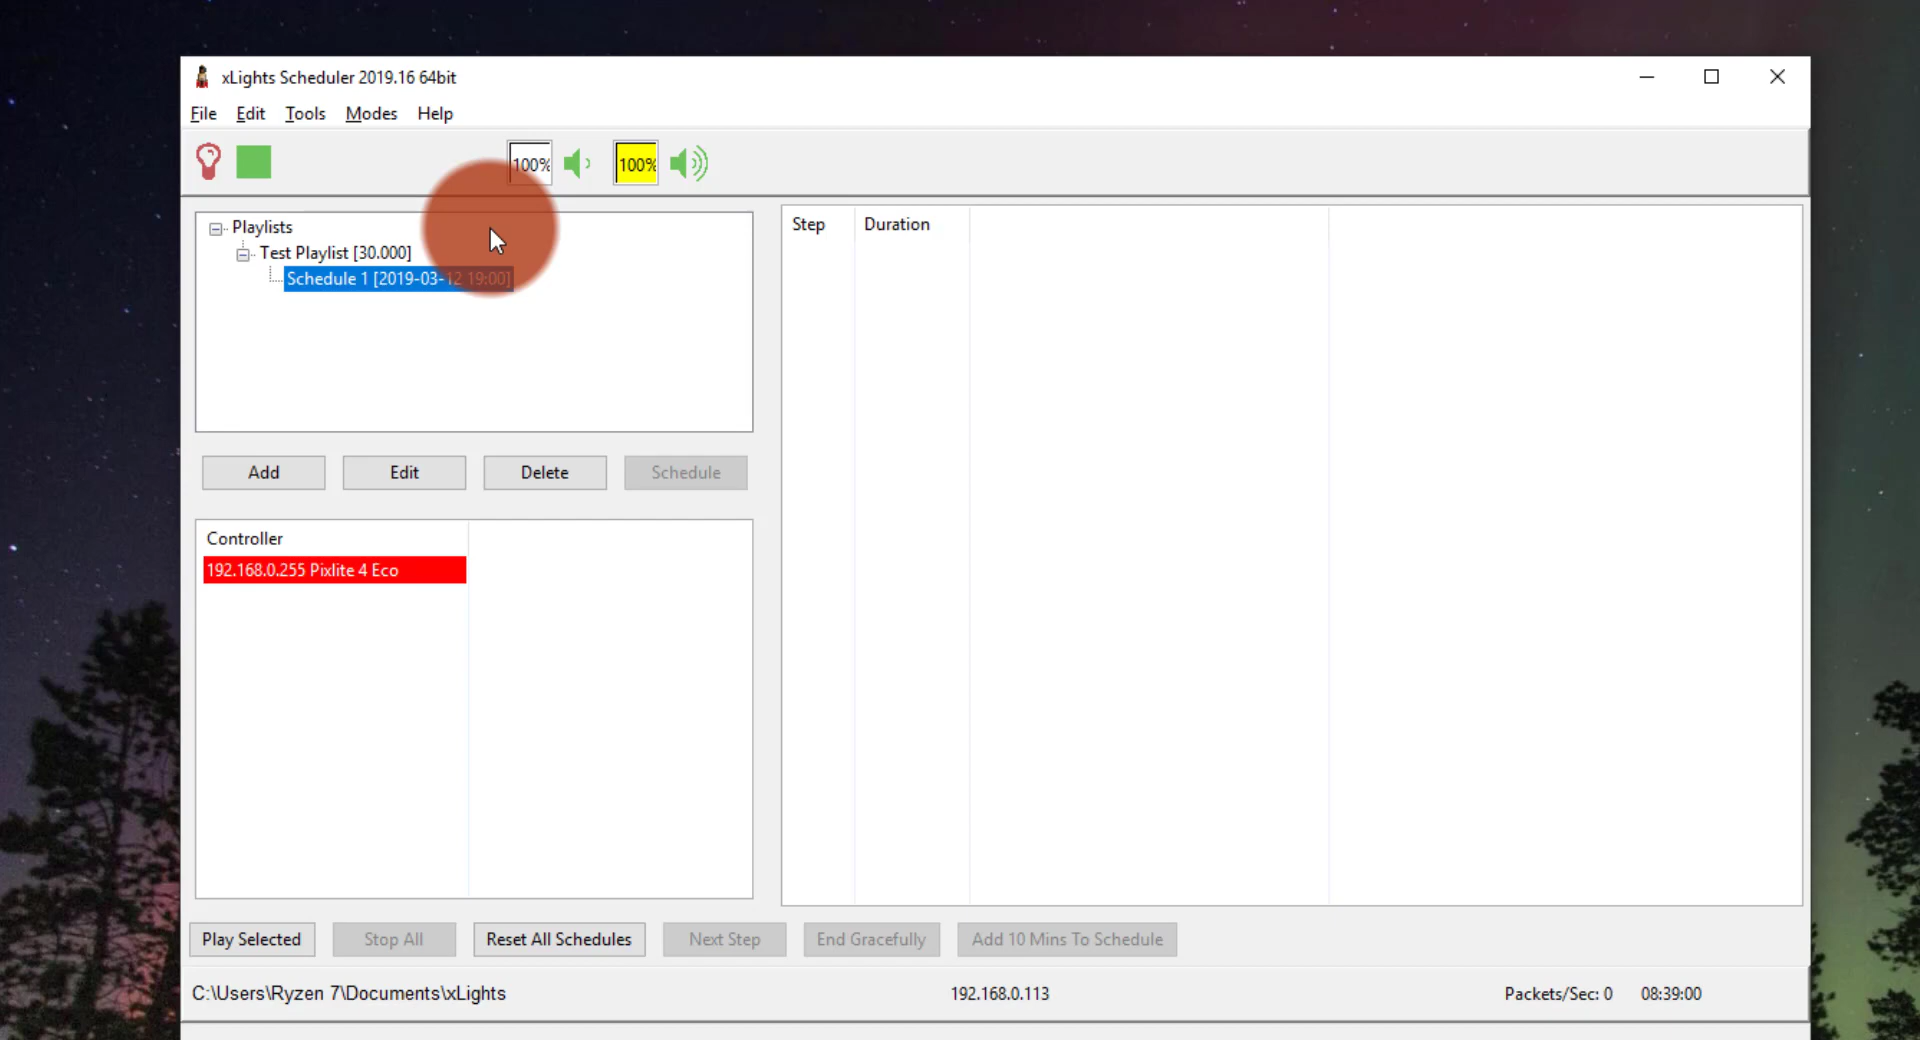 xLights Scheduler 2019.16 64bit
File Edit Tools Modes Help
100% 100%
Playlists
Test Playlist [30.000]
Schedule 1 [2019-03-12 19:00]
Step Duration
Add Edit Delete Schedule
Controller
192.168.0.255 Pixlite 4 Eco
Play Selected Stop All Reset All Schedules Next Step End Gracefully Add 10 Mins To Schedule
C:\Users\Ryzen 7\Documents\xLights 192.168.0.113 Packets/Sec: 0 08:39:00